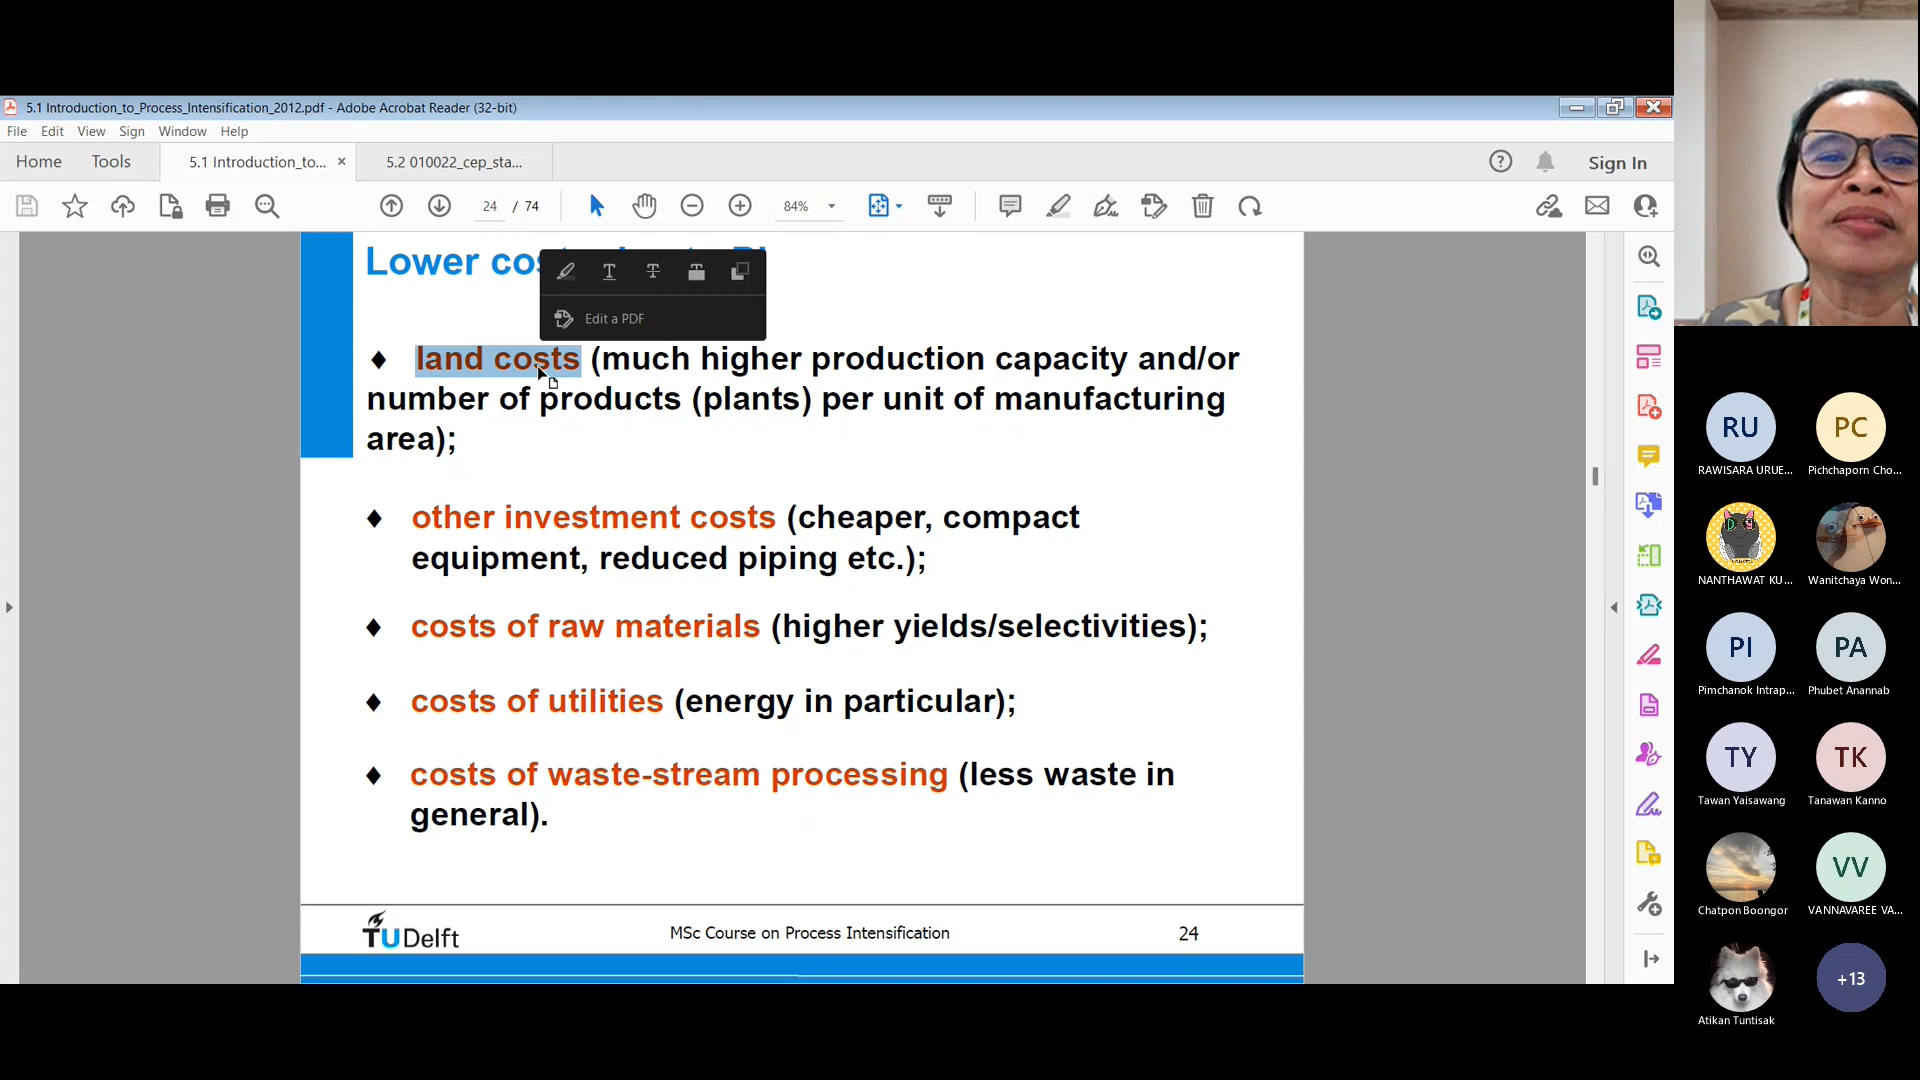 5.1 Introduction_to_Process_Intensification_2012.pdf - Adobe Acrobat Reader (32-bit)
File Edit View Sign Window Help
Home Tools 5.1 Introduction_to... × 5.2 010022_cep_sta... Sign In
24 / 74 84%
Lower
Edit a PDF
♦ land costs (much higher production capacity and/or
number of products (plants) per unit of manufacturing
area);
♦ other investment costs (cheaper, compact
equipment, reduced piping etc.);
♦ costs of raw materials (higher yields/selectivities);
♦ costs of utilities (energy in particular);
♦ costs of waste-stream processing (less waste in
general).
TU Delft MSc Course on Process Intensification 24
RU PC
RAWISARA URUE... Pichchaporn Cho...
NANTHAWAT KU... Wanitchaya Won...
PI PA
Pimchanok Intrap... Phubet Anannab
TY TK
Tawan Yaisawang Tanawan Kanno
VV
Chatpon Boongor VANNAVAREE VA...
+13
Atikan Tuntisak